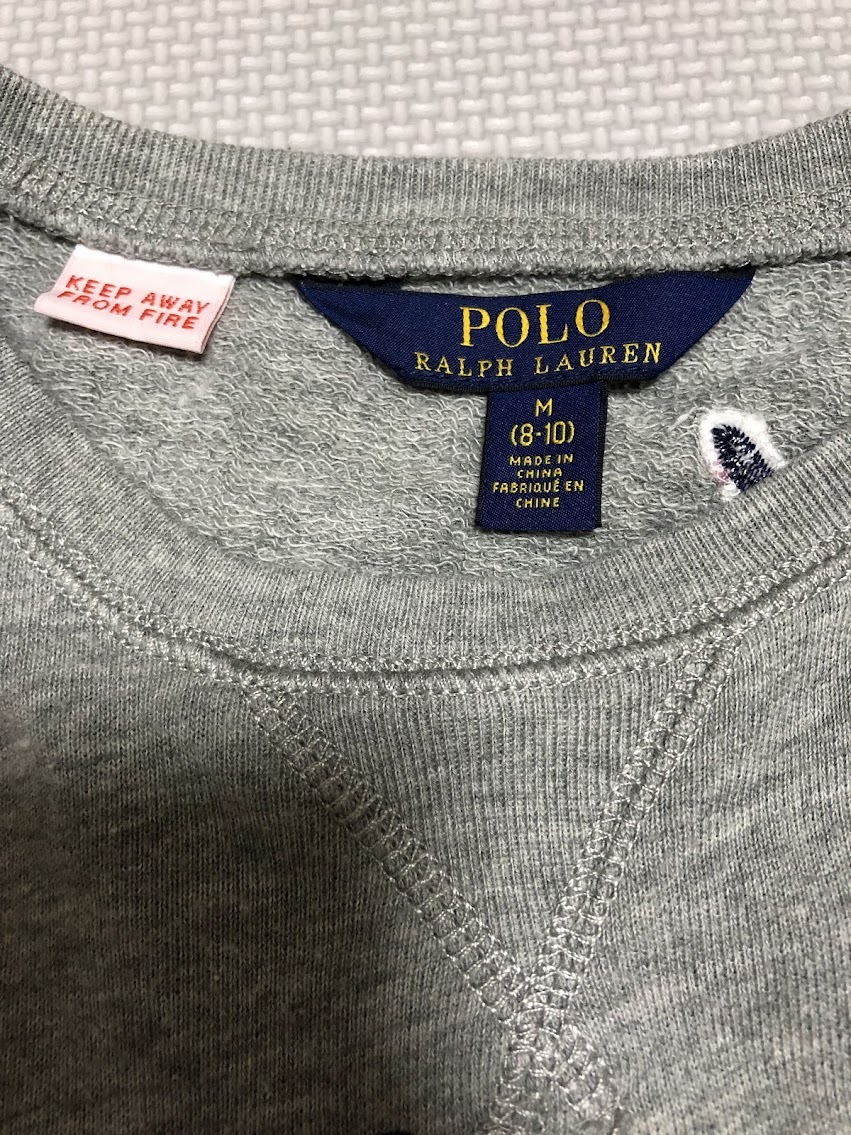 KEEP AWAY
FROM FIRE
POLO
RALPH LAUREN
M
(8-10)
MADE IN
CHINA
FABRIQUÉ EN
CHINE